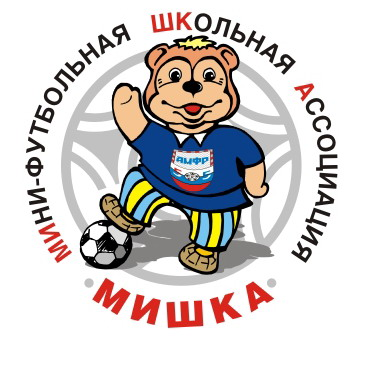 МИНИ-ФУТБОЛЬНАЯ ШКОЛЬНАЯ АССОЦИАЦИЯ
АМФР
МИШКА